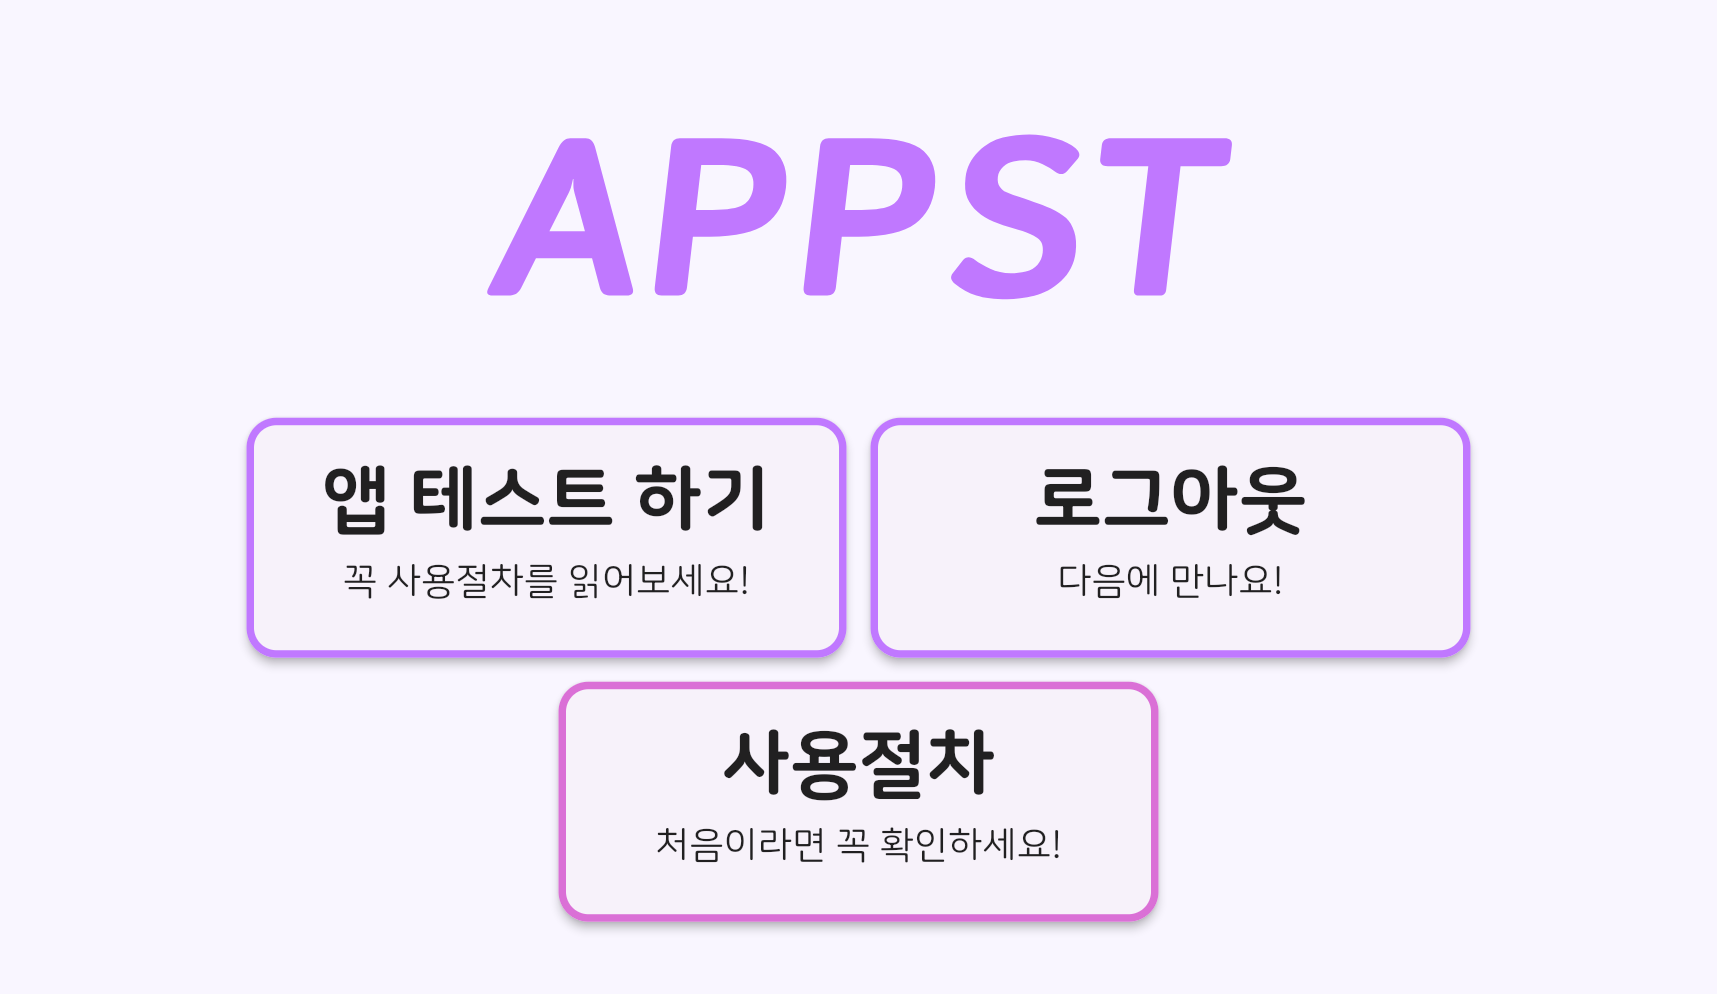 APPST
앱 테스트 하기
꼭 사용절차를 읽어보세요!
로그아웃
다음에 만나요!
사용절차
처음이라면 꼭 확인하세요!